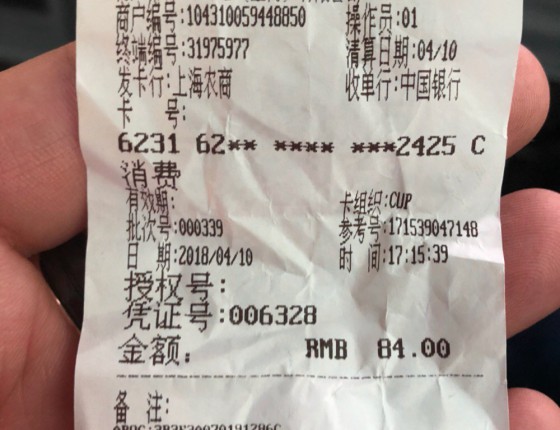 商户编号:104310059448850 操作员:01
终端编号:31975977 清算日期:04/10
发卡行:上海农商 收单行:中国银行
卡 号:
6231 62** **** ***2425 C
消费
有效期: 卡组织:CUP
批次号:000339 参考号:171539047148
日 期:2018/04/10 时 间:17:15:39
授权号:
凭证号:006328
金额: RMB 84.00
备 注: